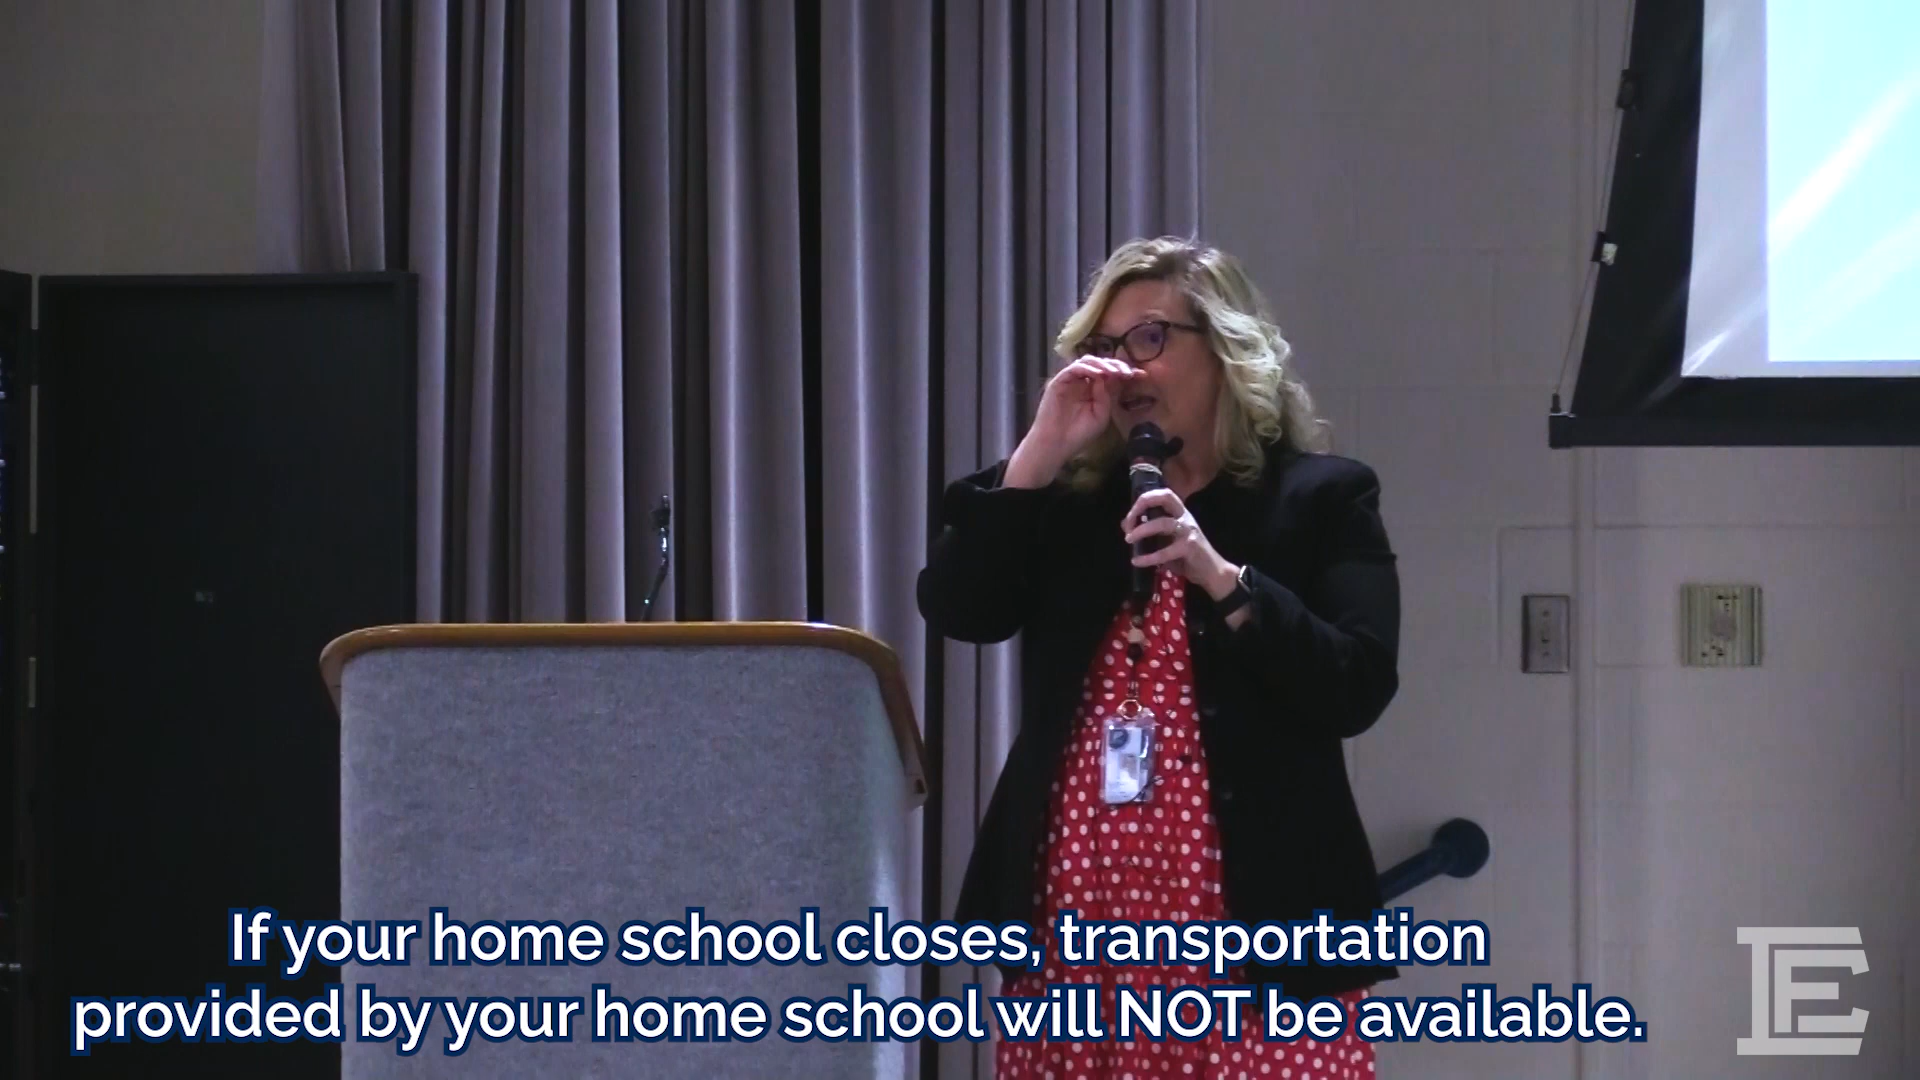 If your home school closes, transportation
provided by your home school will NOT be available.